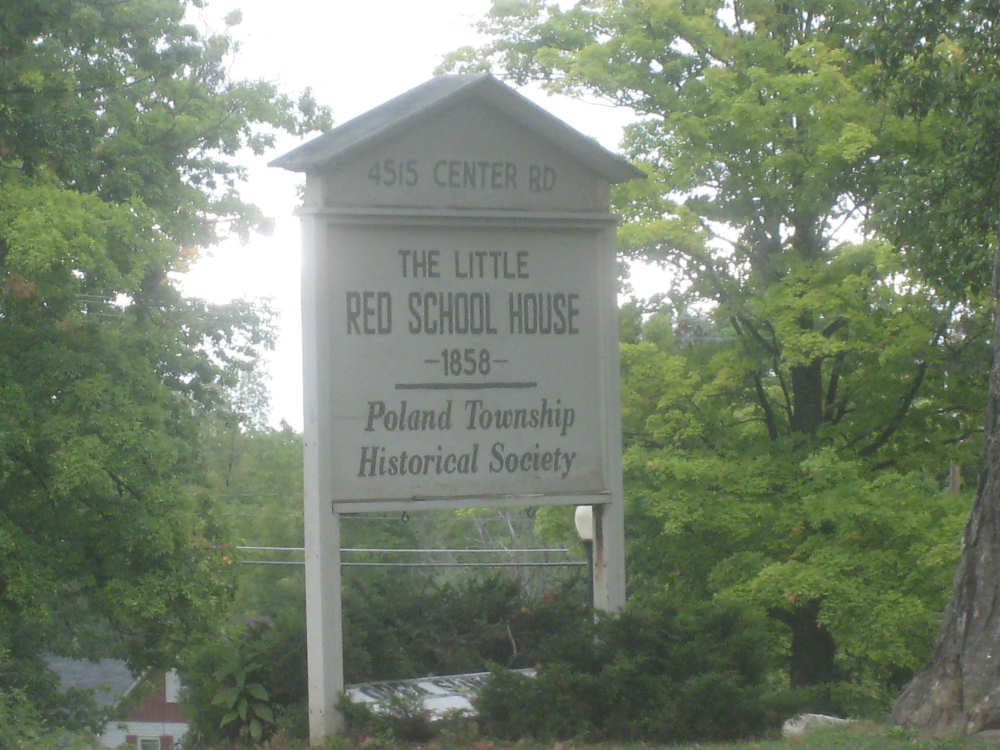 4515 CENTER RD
THE LITTLE
RED SCHOOL HOUSE
-1858-
Poland Township
Historical Society